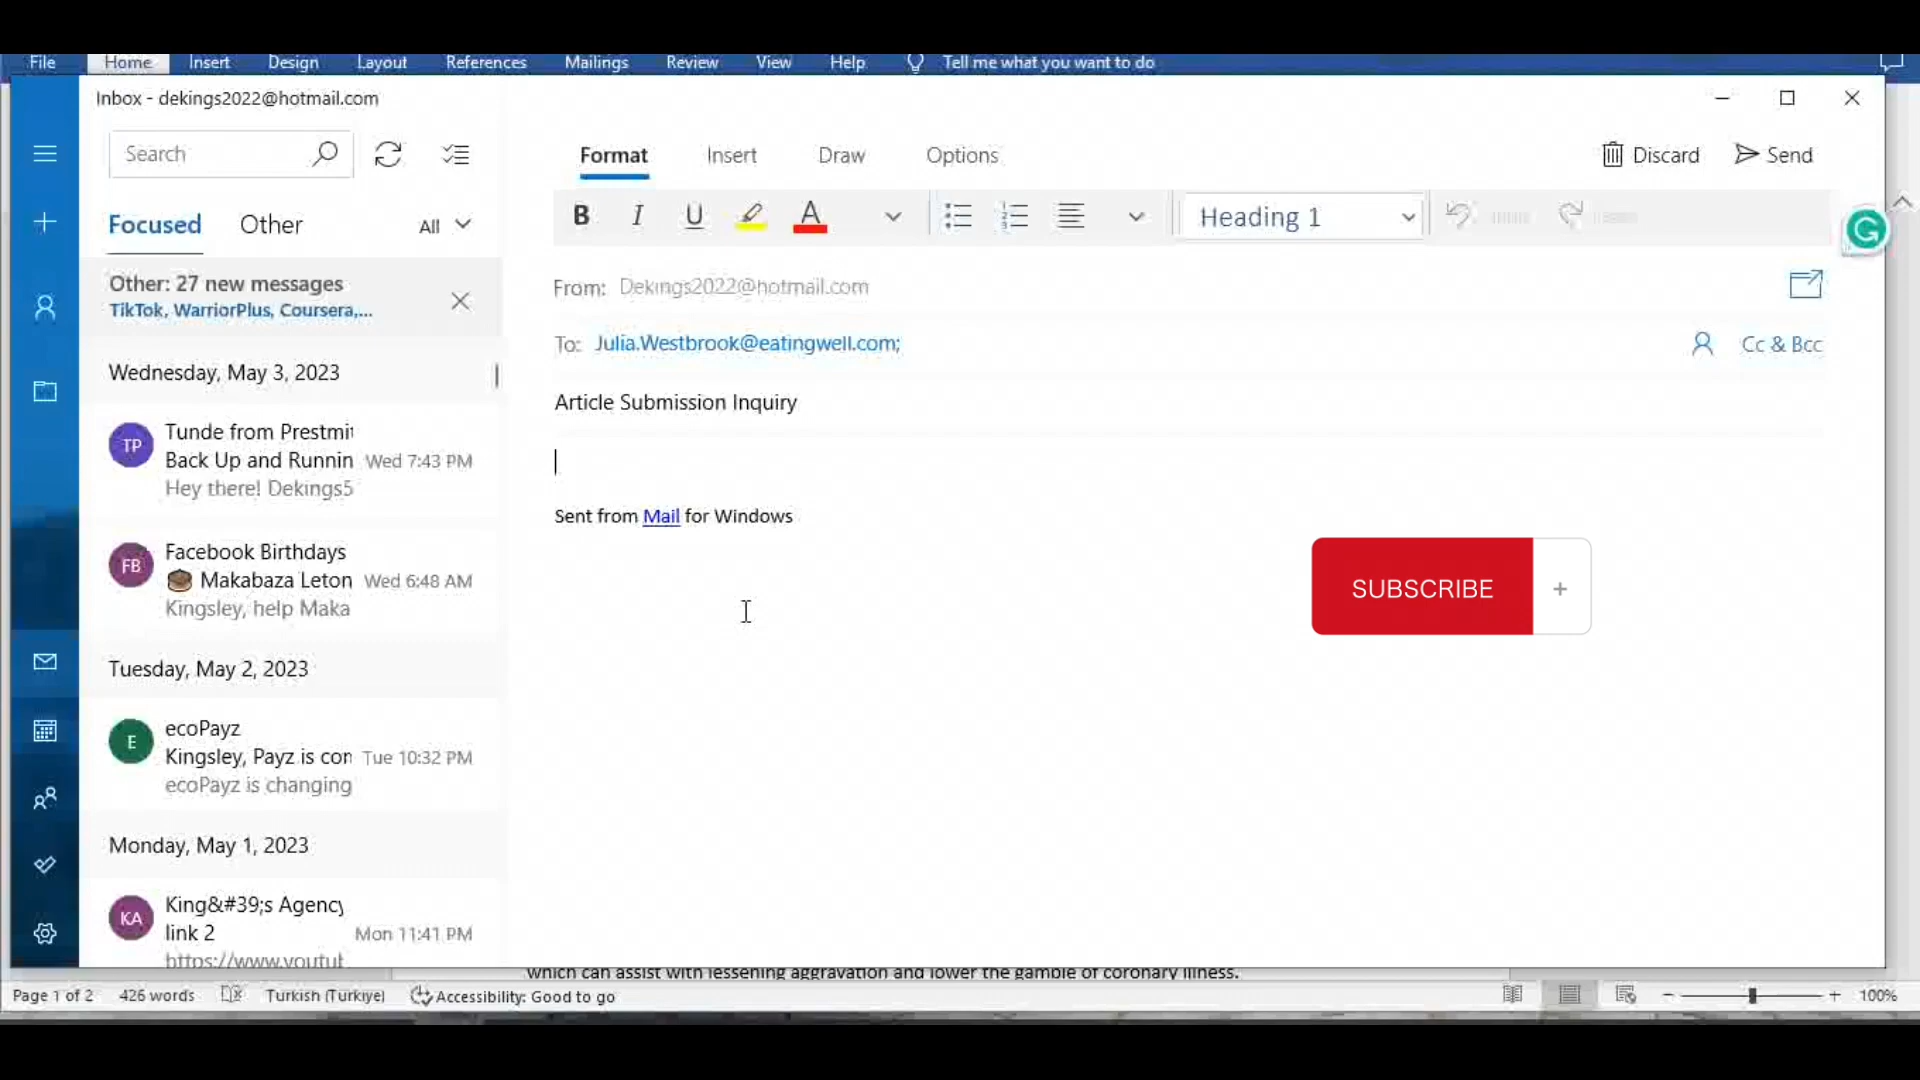 File Home Insert Design Layout References Mailings Review View Help Tell me what you want to do
Inbox - dekings2022@hotmail.com
Search
Format Insert Draw Options Discard Send
B I U A Heading 1
Focused Other All
Other: 27 new messages
TikTok, WarriorPlus, Coursera,...
From: Dekings2022@hotmail.com
To: Julia.Westbrook@eatingwell.com; Cc & Bcc
Article Submission Inquiry
Sent from Mail for Windows
SUBSCRIBE +
Wednesday, May 3, 2023
TP
Tunde from Prestmit
Back Up and Runnin Wed 7:43 PM
Hey there! Dekings5
FB
Facebook Birthdays
Makabaza Leton Wed 6:48 AM
Kingsley, help Maka
Tuesday, May 2, 2023
E
ecoPayz
Kingsley, Payz is cor Tue 10:32 PM
ecoPayz is changing
Monday, May 1, 2023
KA
King&#39;s Agency
link 2 Mon 11:41 PM
https://www.youtul
which can assist with lessening aggravation and lower the gamble of coronary illness.
Page 1 of 2 426 words Turkish (Türkiye) Accessibility: Good to go 100%